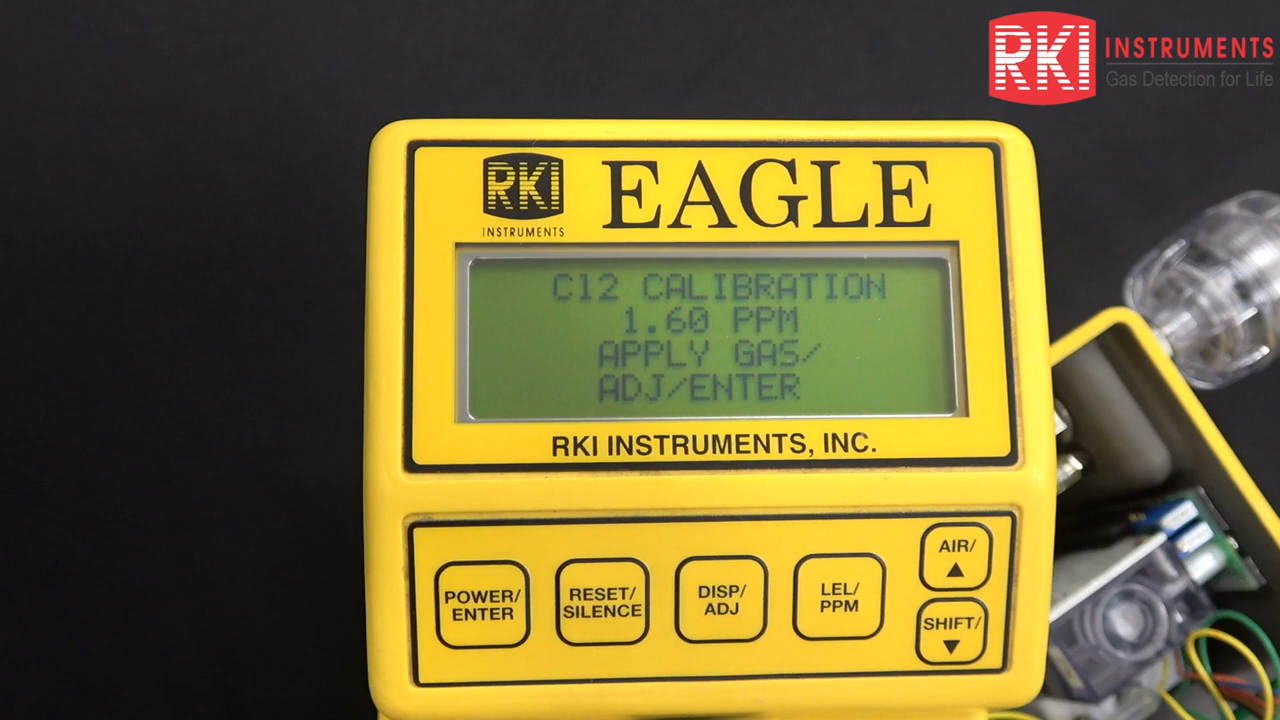 RKI INSTRUMENTS
Gas Detection for Life
RKI
INSTRUMENTS
EAGLE
Cl2 CALIBRATION
1.60 PPM
APPLY GAS/
ADJ/ENTER
RKI INSTRUMENTS, INC.
POWER/
ENTER
RESET/
SILENCE
DISP/
ADJ
LEL/
PPM
AIR/
▲
SHIFT/
▼